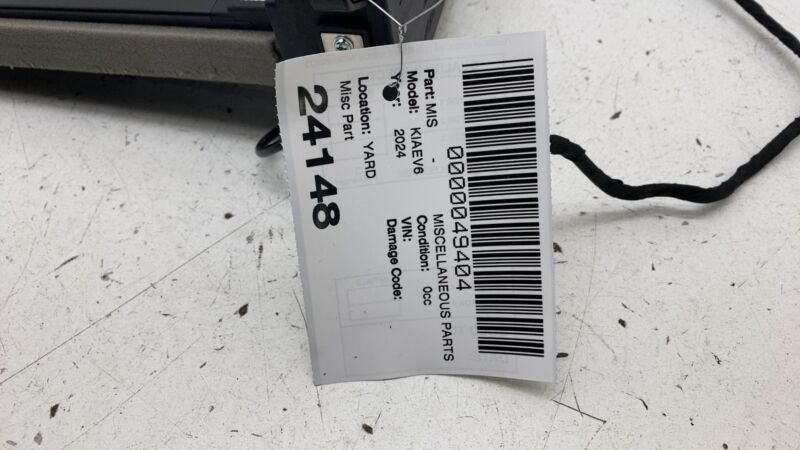 0000049404
Part: MIS - MISCELLANEOUS PARTS
Model: KIAEV6 Condition: 0cc
Year: 2024 VIN:
Damage Code:
Location: YARD
Misc Part
24148